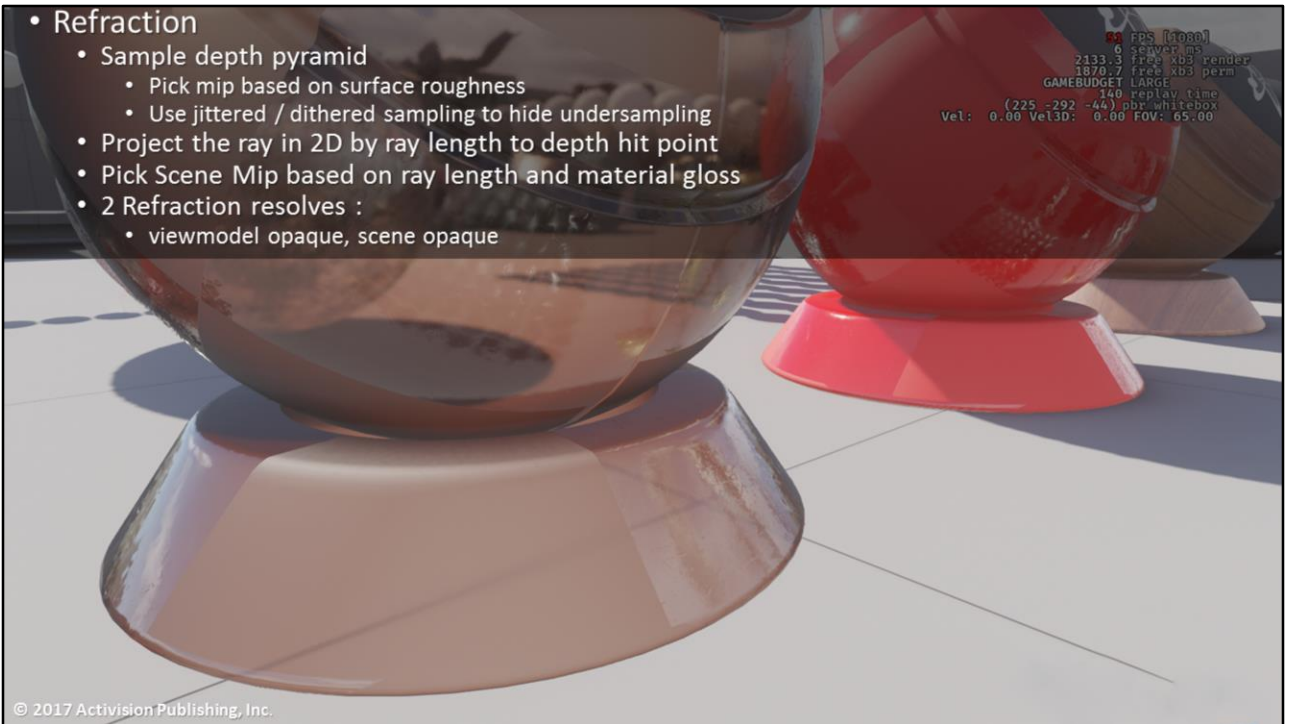 • Refraction
• Sample depth pyramid
• Pick mip based on surface roughness
• Use jittered / dithered sampling to hide undersampling
• Project the ray in 2D by ray length to depth hit point
• Pick Scene Mip based on ray length and material gloss
• 2 Refraction resolves :
• viewmodel opaque, scene opaque
FPS [1080]
6 server ms
2133.3 free xb3 render
1870.7 free xb3 perm
GAMEBUDGET LARGE
140 replay time
(225 -292 -44) pbr whitebox
Vel: 0.00 Vel3D: 0.00 FOV: 65.00
© 2017 Activision Publishing, Inc.